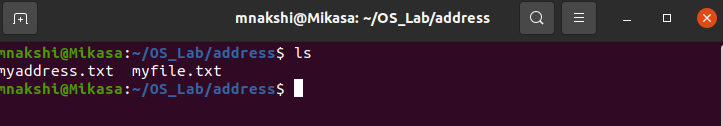 mnakshi@Mikasa: ~/OS_Lab/address
mnakshi@Mikasa:~/OS_Lab/address$ ls
myaddress.txt  myfile.txt
mnakshi@Mikasa:~/OS_Lab/address$